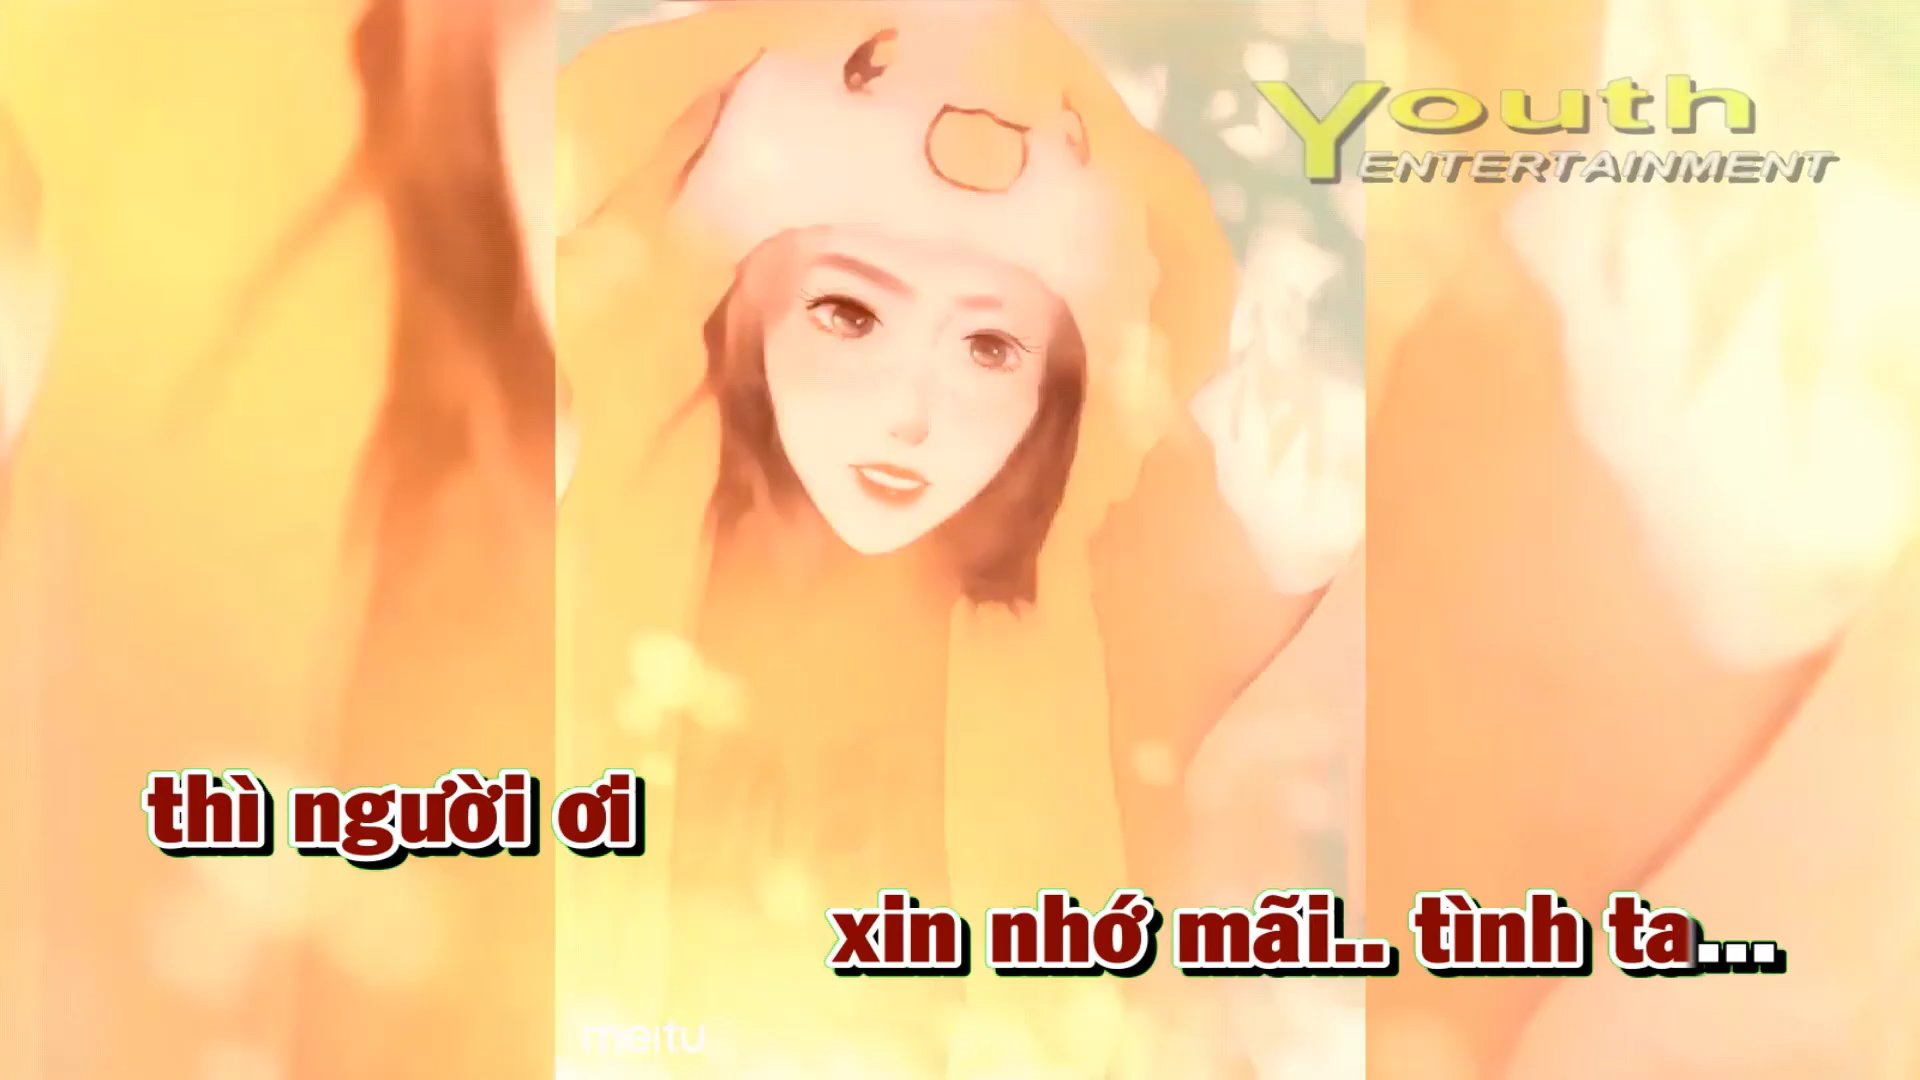 Youth
ENTERTAINMENT
thì người ơi
xin nhớ mãi.. tình ta...
meitu